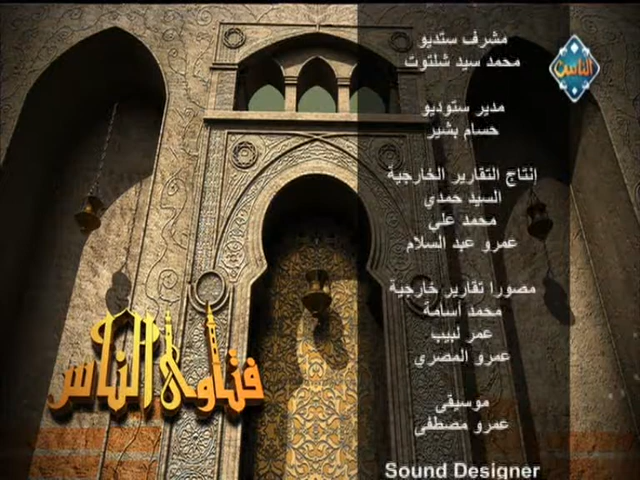 الناس
مشرف ستديو
محمد سيد شلتوت
مدير ستوديو
حسام بشير
إنتاج التقارير الخارجية
السيد حمدي
محمد علي
عمرو عبد السلام
مصورا تقارير خارجية
محمد أسامة
عمر لبيب
عمرو المصري
موسيقى
عمرو مصطفى
Sound Designer
فتاوى الناس